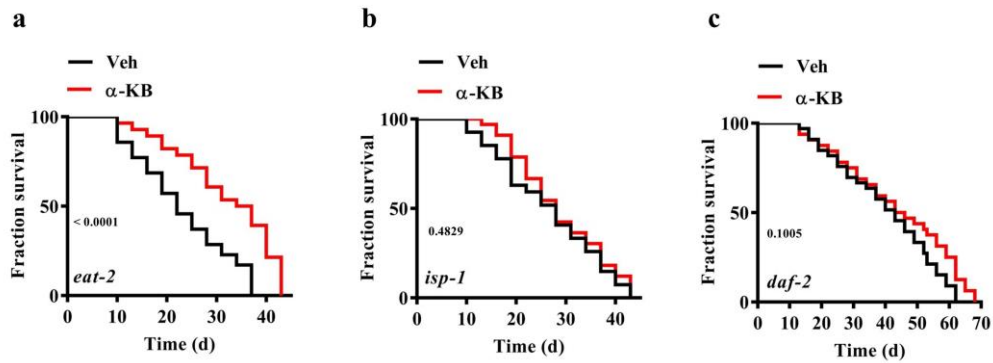 a
Veh
α-KB
Fraction survival
100
50
0
< 0.0001
eat-2
0 10 20 30 40
Time (d)
b
Veh
α-KB
Fraction survival
100
50
0
0.4829
isp-1
0 10 20 30 40
Time (d)
c
Veh
α-KB
Fraction survival
100
50
0
0.1005
daf-2
0 10 20 30 40 50 60 70
Time (d)